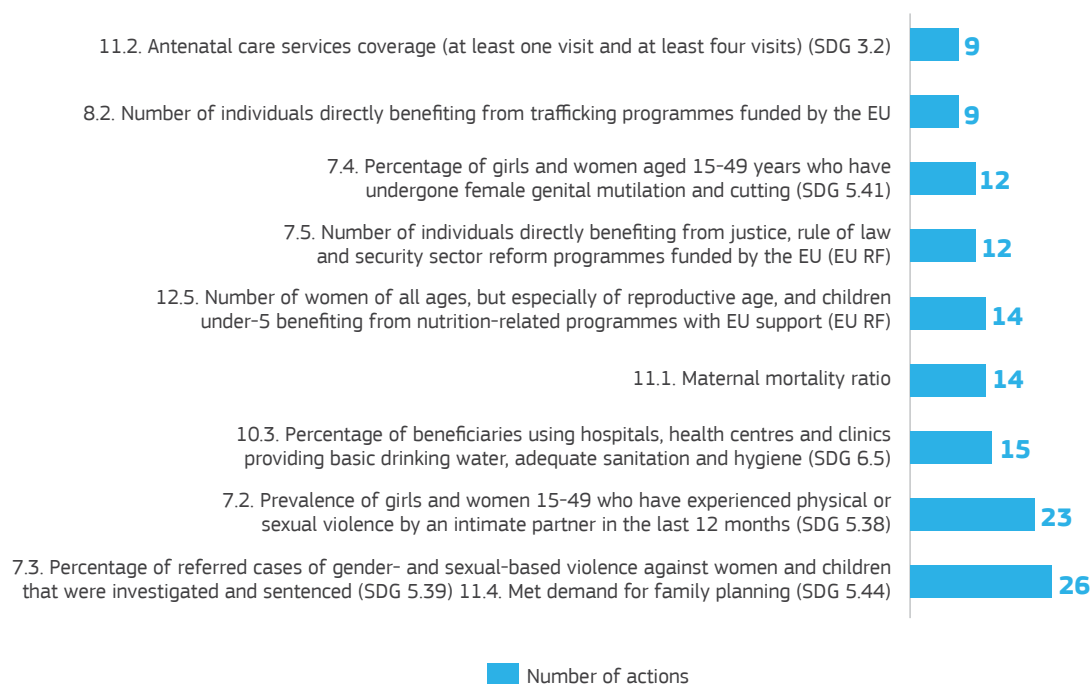 11.2. Antenatal care services coverage (at least one visit and at least four visits) (SDG 3.2)
9
8.2. Number of individuals directly benefiting from trafficking programmes funded by the EU
9
7.4. Percentage of girls and women aged 15-49 years who have
undergone female genital mutilation and cutting (SDG 5.41)
12
7.5. Number of individuals directly benefiting from justice, rule of law
and security sector reform programmes funded by the EU (EU RF)
12
12.5. Number of women of all ages, but especially of reproductive age, and children
under-5 benefiting from nutrition-related programmes with EU support (EU RF)
14
11.1. Maternal mortality ratio
14
10.3. Percentage of beneficiaries using hospitals, health centres and clinics
providing basic drinking water, adequate sanitation and hygiene (SDG 6.5)
15
7.2. Prevalence of girls and women 15-49 who have experienced physical or
sexual violence by an intimate partner in the last 12 months (SDG 5.38)
23
7.3. Percentage of referred cases of gender- and sexual-based violence against women and children
that were investigated and sentenced (SDG 5.39) 11.4. Met demand for family planning (SDG 5.44)
26
Number of actions